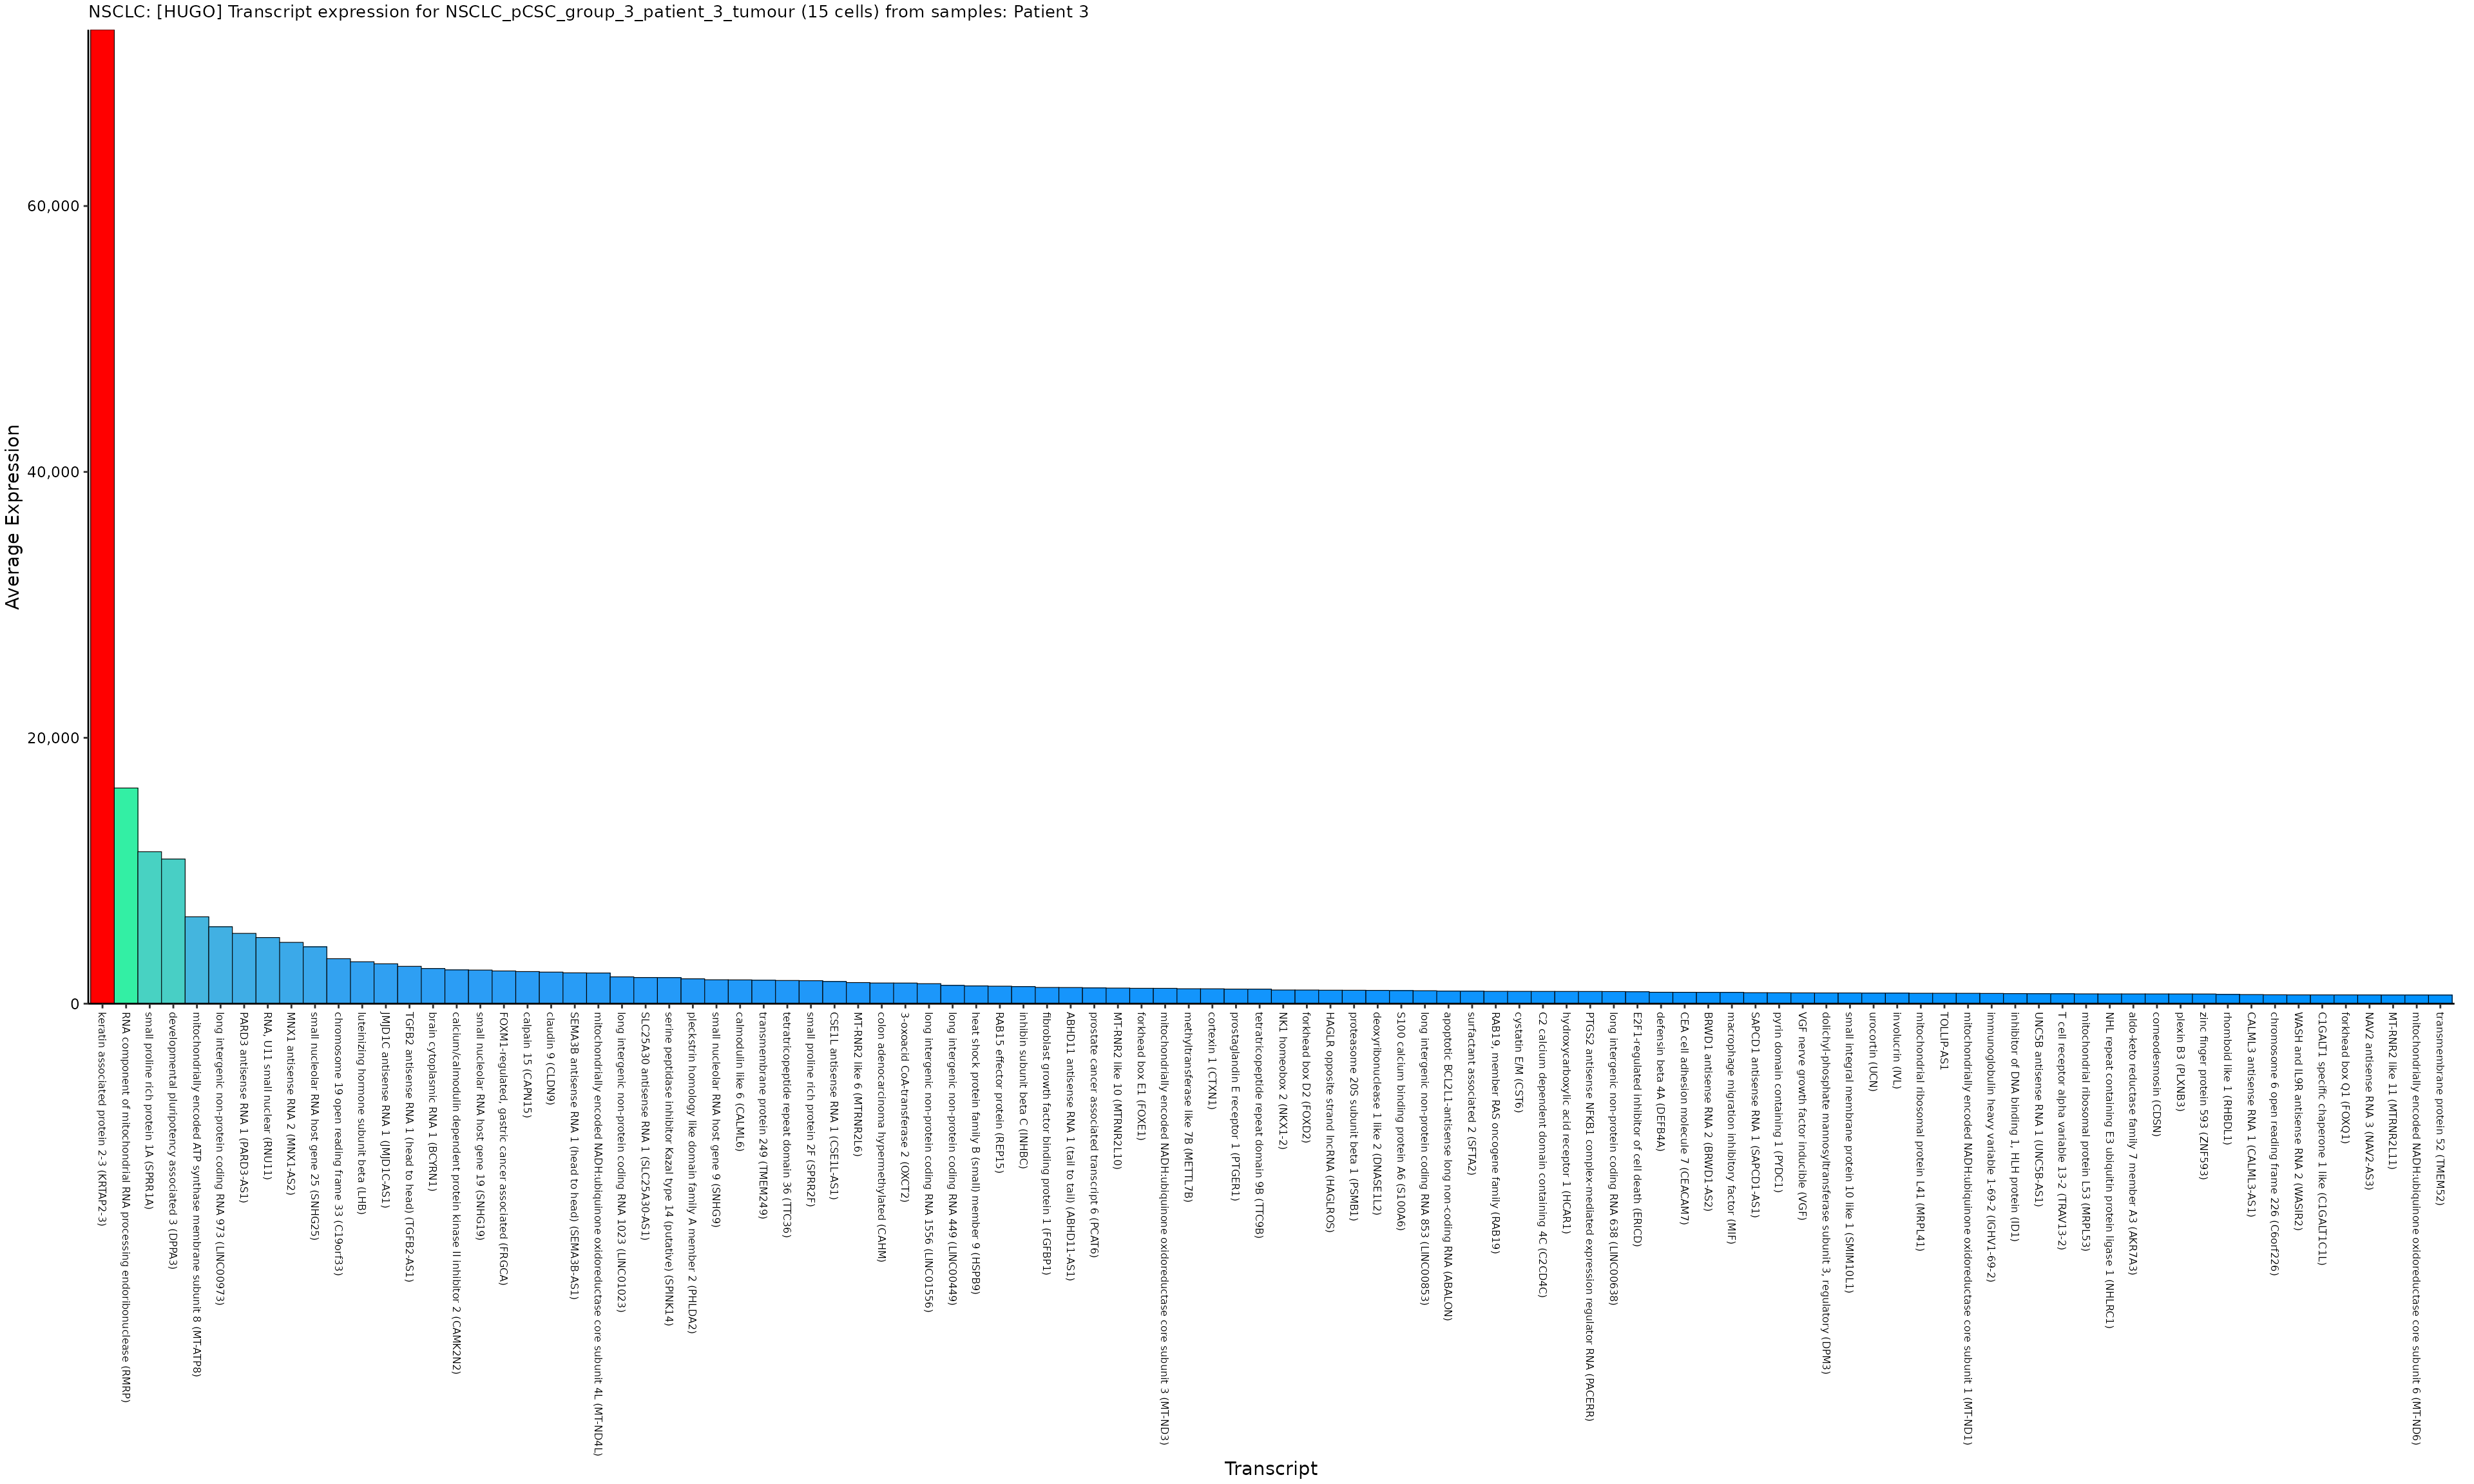 NSCLC: [HUGO] Transcript expression for NSCLC_pCSC_group_3_patient_3_tumour (15 cells) from samples: Patient 3
Average Expression
60,000
40,000
20,000
0
keratin associated protein 2-3 (KRTAP2-3)
RNA component of mitochondrial RNA processing endoribonuclease (RMRP)
small proline rich protein 1A (SPRR1A)
developmental pluripotency associated 3 (DPPA3)
mitochondrially encoded ATP synthase membrane subunit 8 (MT-ATP8)
long intergenic non-protein coding RNA 973 (LINC00973)
PARD3 antisense RNA 1 (PARD3-AS1)
RNA, U11 small nuclear (RNU11)
MNX1 antisense RNA 2 (MNX1-AS2)
small nucleolar RNA host gene 25 (SNHG25)
chromosome 19 open reading frame 33 (C19orf33)
luteinizing hormone subunit beta (LHB)
JMJD1C antisense RNA 1 (JMJD1C-AS1)
TGFB2 antisense RNA 1 (head to head) (TGFB2-AS1)
brain cytoplasmic RNA 1 (BCYRN1)
calcium/calmodulin dependent protein kinase II inhibitor 2 (CAMK2N2)
small nucleolar RNA host gene 19 (SNHG19)
FOXM1-regulated, gastric cancer associated (FRGCA)
calpain 15 (CAPN15)
claudin 9 (CLDN9)
SEMA3B antisense RNA 1 (head to head) (SEMA3B-AS1)
mitochondrially encoded NADH:ubiquinone oxidoreductase core subunit 4L (MT-ND4L)
long intergenic non-protein coding RNA 1023 (LINC01023)
SLC25A30 antisense RNA 1 (SLC25A30-AS1)
serine peptidase inhibitor Kazal type 14 (putative) (SPINK14)
pleckstrin homology like domain family A member 2 (PHLDA2)
small nucleolar RNA host gene 9 (SNHG9)
calmodulin like 6 (CALML6)
transmembrane protein 249 (TMEM249)
tetratricopeptide repeat domain 36 (TTC36)
small proline rich protein 2F (SPRR2F)
CSE1L antisense RNA 1 (CSE1L-AS1)
MT-RNR2 like 6 (MTRNR2L6)
colon adenocarcinoma hypermethylated (CAHM)
3-oxoacid CoA-transferase 2 (OXCT2)
long intergenic non-protein coding RNA 1556 (LINC01556)
long intergenic non-protein coding RNA 449 (LINC00449)
heat shock protein family B (small) member 9 (HSPB9)
RAB15 effector protein (REP15)
inhibin subunit beta C (INHBC)
fibroblast growth factor binding protein 1 (FGFBP1)
ABHD11 antisense RNA 1 (tail to tail) (ABHD11-AS1)
prostate cancer associated transcript 6 (PCAT6)
MT-RNR2 like 10 (MTRNR2L10)
forkhead box E1 (FOXE1)
mitochondrially encoded NADH:ubiquinone oxidoreductase core subunit 3 (MT-ND3)
methyltransferase like 7B (METTL7B)
cortexin 1 (CTXN1)
prostaglandin E receptor 1 (PTGER1)
tetratricopeptide repeat domain 9B (TTC9B)
NK1 homeobox 2 (NKX1-2)
forkhead box D2 (FOXD2)
HAGLR opposite strand lncRNA (HAGLROS)
proteasome 20S subunit beta 1 (PSMB1)
deoxyribonuclease 1 like 2 (DNASE1L2)
S100 calcium binding protein A6 (S100A6)
long intergenic non-protein coding RNA 853 (LINC00853)
apoptotic BCL2L1-antisense long non-coding RNA (ABALON)
surfactant associated 2 (SFTA2)
RAB19, member RAS oncogene family (RAB19)
cystatin E/M (CST6)
C2 calcium dependent domain containing 4C (C2CD4C)
hydroxycarboxylic acid receptor 1 (HCAR1)
PTGS2 antisense NFKB1 complex-mediated expression regulator RNA (PACERR)
long intergenic non-protein coding RNA 638 (LINC00638)
E2F1-regulated inhibitor of cell death (ERICD)
defensin beta 4A (DEFB4A)
CEA cell adhesion molecule 7 (CEACAM7)
BRWD1 antisense RNA 2 (BRWD1-AS2)
macrophage migration inhibitory factor (MIF)
SAPCD1 antisense RNA 1 (SAPCD1-AS1)
pyrin domain containing 1 (PYDC1)
VGF nerve growth factor inducible (VGF)
dolichyl-phosphate mannosyltransferase subunit 3, regulatory (DPM3)
small integral membrane protein 10 like 1 (SMIM10L1)
urocortin (UCN)
involucrin (IVL)
mitochondrial ribosomal protein L41 (MRPL41)
TOLLIP-AS1
mitochondrially encoded NADH:ubiquinone oxidoreductase core subunit 1 (MT-ND1)
immunoglobulin heavy variable 1-69-2 (IGHV1-69-2)
inhibitor of DNA binding 1, HLH protein (ID1)
UNC5B antisense RNA 1 (UNC5B-AS1)
T cell receptor alpha variable 13-2 (TRAV13-2)
mitochondrial ribosomal protein L53 (MRPL53)
NHL repeat containing E3 ubiquitin protein ligase 1 (NHLRC1)
aldo-keto reductase family 7 member A3 (AKR7A3)
corneodesmosin (CDSN)
plexin B3 (PLXNB3)
zinc finger protein 593 (ZNF593)
rhomboid like 1 (RHBDL1)
CALML3 antisense RNA 1 (CALML3-AS1)
chromosome 6 open reading frame 226 (C6orf226)
WASH and IL9R antisense RNA 2 (WASIR2)
C1GALT1 specific chaperone 1 like (C1GALT1C1L)
forkhead box Q1 (FOXQ1)
NAV2 antisense RNA 3 (NAV2-AS3)
MT-RNR2 like 11 (MTRNR2L11)
mitochondrially encoded NADH:ubiquinone oxidoreductase core subunit 6 (MT-ND6)
transmembrane protein 52 (TMEM52)
Transcript